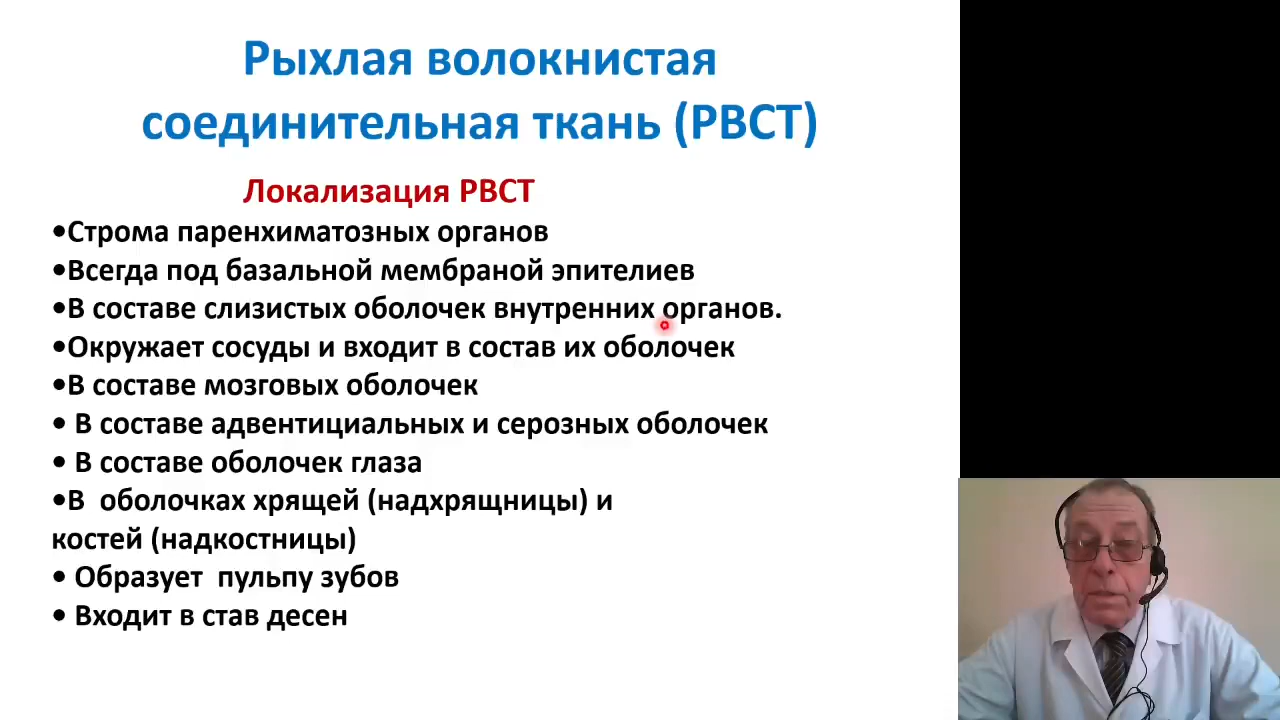 Рыхлая волокнистая
соединительная ткань (РВСТ)
Локализация РВСТ
•Строма паренхиматозных органов
•Всегда под базальной мембраной эпителиев
•В составе слизистых оболочек внутренних органов.
•Окружает сосуды и входит в состав их оболочек
•В составе мозговых оболочек
• В составе адвентициальных и серозных оболочек
• В составе оболочек глаза
•В оболочках хрящей (надхрящницы) и
костей (надкостницы)
• Образует пульпу зубов
• Входит в став десен